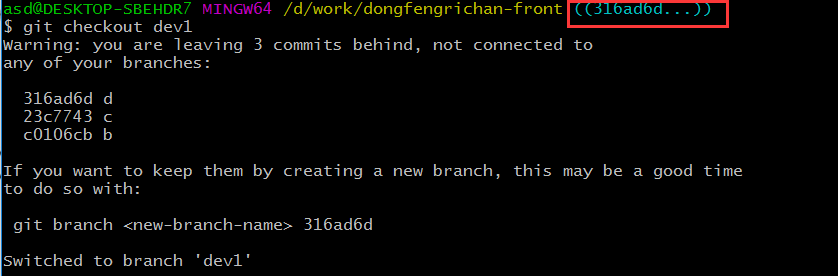 asd@DESKTOP-SBEHDR7 MINGW64 /d/work/dongfengrichan-front ((316ad6d...))
$ git checkout dev1
Warning: you are leaving 3 commits behind, not connected to
any of your branches:
316ad6d d
23c7743 c
c0106cb b
If you want to keep them by creating a new branch, this may be a good time
to do so with:
git branch <new-branch-name> 316ad6d
Switched to branch 'dev1'